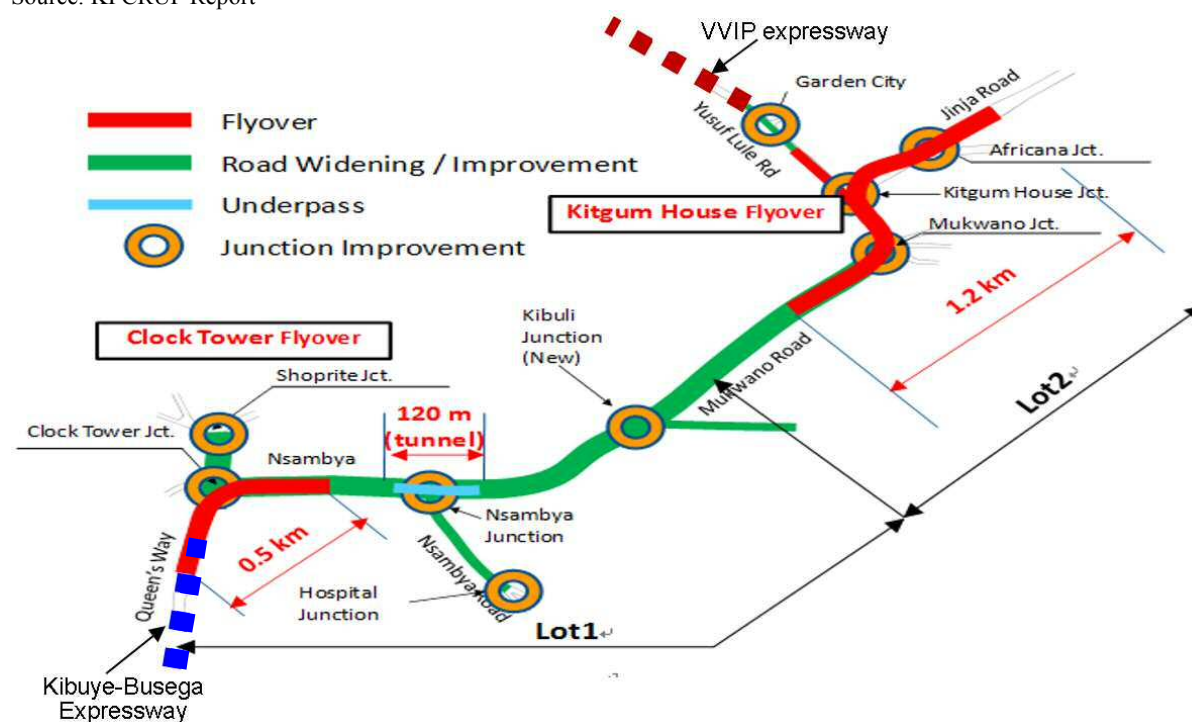 VVIP expressway
Garden City
Jinja Road
Yusuf Lule Rd
Flyover
Road Widening / Improvement
Underpass
Junction Improvement
Africana Jct.
Kitgum House Jct.
Kitgum House Flyover
Mukwano Jct.
1.2 km
Lot2
Kibuli
Junction
(New)
Mukwano Road
Clock Tower Flyover
Shoprite Jct.
Clock Tower Jct.
Nsambya
120 m
(tunnel)
Nsambya
Junction
0.5 km
Queen's Way
Nsambya Road
Hospital
Junction
Lot1
Kibuye-Busega
Expressway